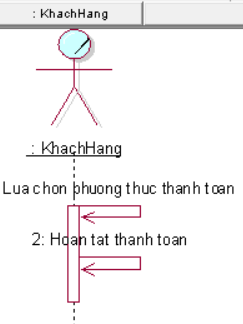 : KhachHang
: KhachHang
Lua chon phuong thuc thanh toan
2: Hoan tat thanh toan